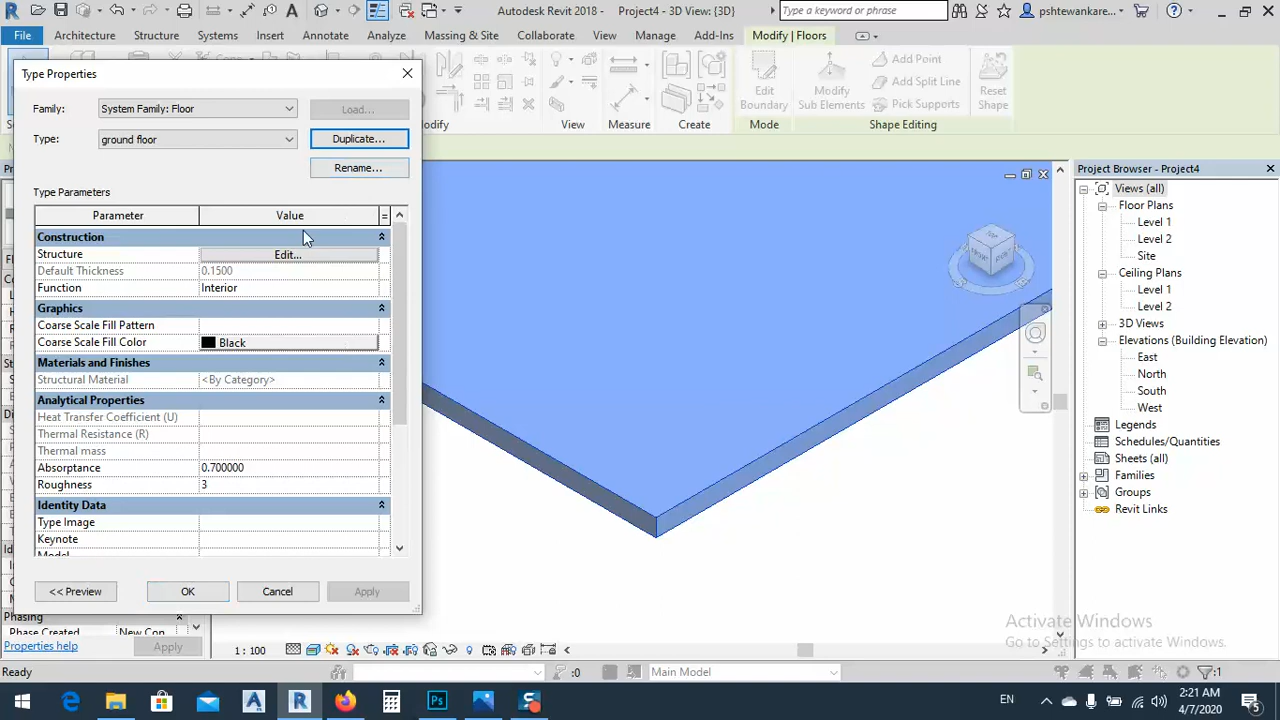 Autodesk Revit 2018 - Project4 - 3D View: {3D}
Type a keyword or phrase
pshtewankare...
File
Architecture
Structure
Systems
Insert
Annotate
Analyze
Massing & Site
Collaborate
View
Manage
Add-Ins
Modify | Floors
Edit
Boundary
Modify
Sub Elements
Add Point
Add Split Line
Pick Supports
Reset
Shape
View
Measure
Create
Mode
Shape Editing
Type Properties
Family:
System Family: Floor
Load...
Type:
ground floor
Duplicate...
Rename...
Type Parameters
Parameter
Value
=
Construction
Structure
Edit...
Default Thickness
0.1500
Function
Interior
Graphics
Coarse Scale Fill Pattern
Coarse Scale Fill Color
Black
Materials and Finishes
Structural Material
<By Category>
Analytical Properties
Heat Transfer Coefficient (U)
Thermal Resistance (R)
Thermal mass
Absorptance
0.700000
Roughness
3
Identity Data
Type Image
Keynote
Model
<< Preview
OK
Cancel
Apply
Phasing
Phase Created
New Con
Properties help
Apply
Project Browser - Project4
Views (all)
Floor Plans
Level 1
Level 2
Site
Ceiling Plans
Level 1
Level 2
3D Views
Elevations (Building Elevation)
East
North
South
West
Legends
Schedules/Quantities
Sheets (all)
Families
Groups
Revit Links
Activate Windows
Go to Settings to activate Windows.
1 : 100
Ready
:0
Main Model
:1
EN
2:21 AM
4/7/2020
5